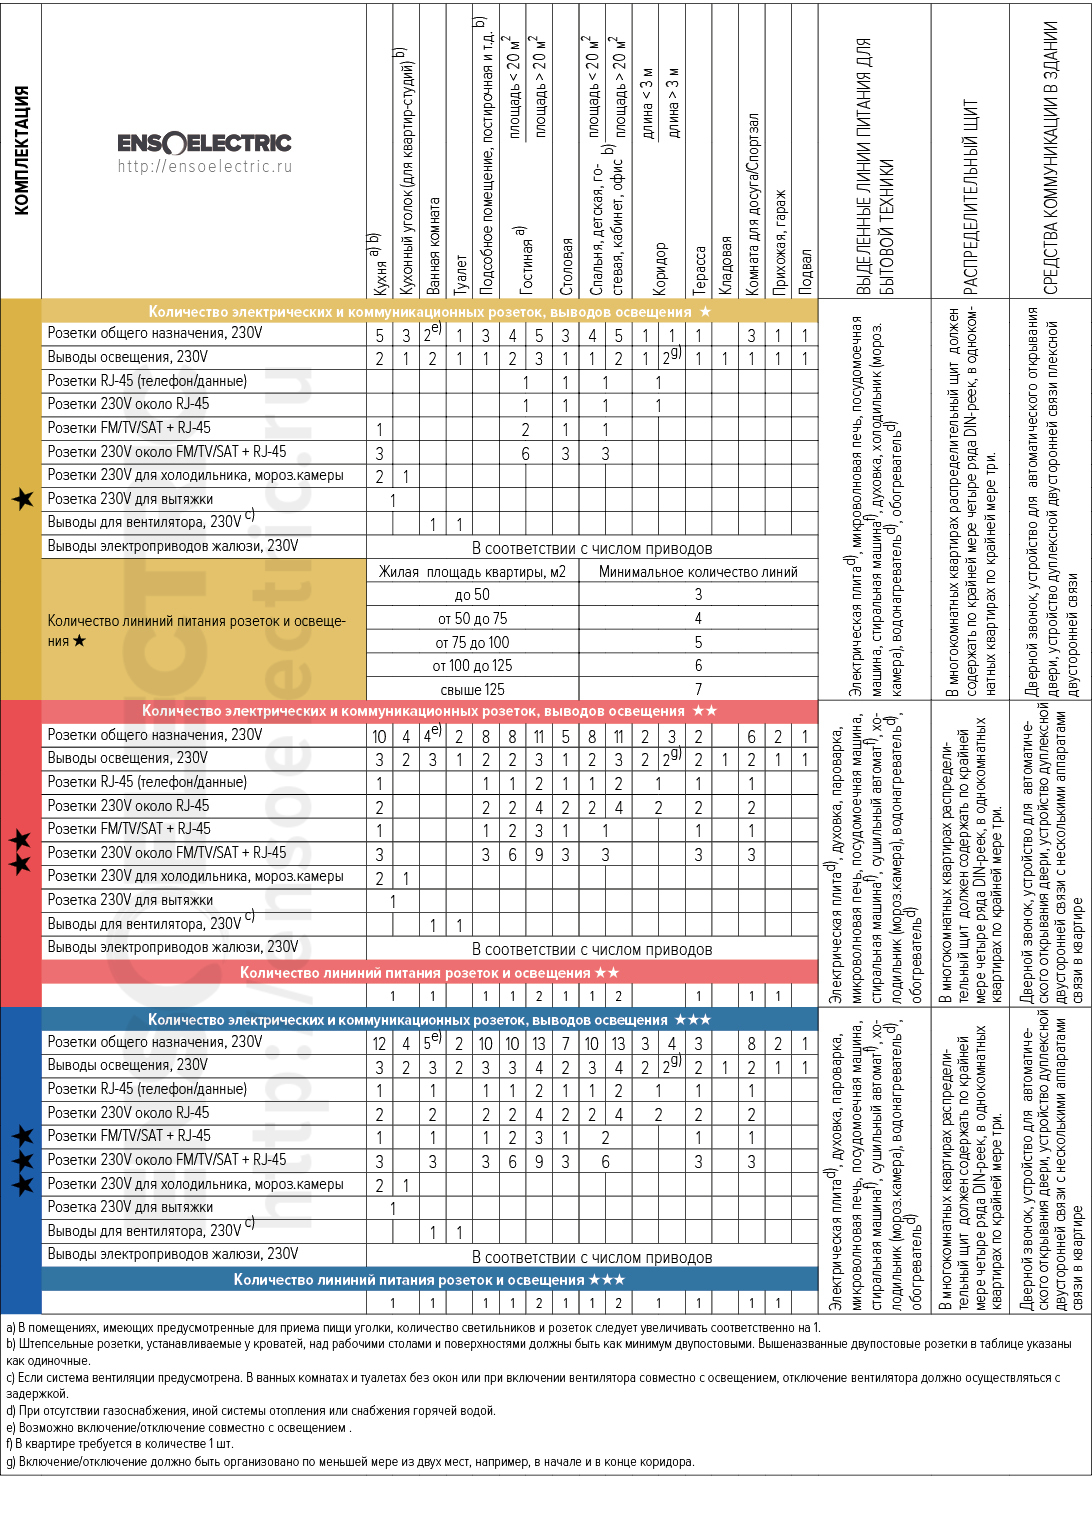 КОМПЛЕКТАЦИЯ
ENSOELECTRIC
http://ensoelectric.ru
Кухня a) b)
Кухонный уголок (для квартир-студий) b)
Ванная комната
Туалет
Подсобное помещение, постирочная и т.д. b)
Гостиная a)
площадь < 20 м2
площадь > 20 м2
Столовая
Спальня, детская, го-
стевая, кабинет, офис b)
площадь < 20 м2
площадь > 20 м2
Коридор
длина < 3 м
длина > 3 м
Терасса
Кладовая
Комната для досуга/Спортзал
Прихожая, гараж
Подвал
ВЫДЕЛЕННЫЕ ЛИНИИ ПИТАНИЯ ДЛЯ
БЫТОВОЙ ТЕХНИКИ
РАСПРЕДЕЛИТЕЛЬНЫЙ ЩИТ
СРЕДСТВА КОММУНИКАЦИИ В ЗДАНИИ
Количество электрических и коммуникационных розеток, выводов освещения ★
Розетки общего назначения, 230V 5 3 2e) 1 3 4 5 3 4 5 1 1 1 3 1 1
Выводы освещения, 230V 2 1 2 1 1 2 3 1 1 2 1 2g) 1 1 1 1 1
Розетки RJ-45 (телефон/данные) 1 1 1 1
Розетки 230V около RJ-45 1 1 1 1
Розетки FM/TV/SAT + RJ-45 1 2 1 1
Розетки 230V около FM/TV/SAT + RJ-45 3 6 3 3
Розетки 230V для холодильника, мороз.камеры 2 1
Розетка 230V для вытяжки 1
Выводы для вентилятора, 230V c) 1 1
Выводы электроприводов жалюзи, 230V В соответствии с числом приводов
Количество лининий питания розеток и освеще-
ния ★
Жилая площадь квартиры, м2 Минимальное количество линий
до 50 3
от 50 до 75 4
от 75 до 100 5
от 100 до 125 6
свыше 125 7
Электрическая плитаd), микроволновая печь, посудомоечная
машина, стиральная машинаf), духовка, холодильник (мороз.
камера), водонагревательd), обогревательd)
В многокомнатных квартирах распределительный щит должен
содержать по крайней мере четыре ряда DIN-реек, в одноком-
натных квартирах по крайней мере три.
Дверной звонок, устройство для автоматического открывания
двери, устройство дуплексной двусторонней связи плексной
двусторонней связи
Количество электрических и коммуникационных розеток, выводов освещения ★★
Розетки общего назначения, 230V 10 4 4e) 2 8 8 11 5 8 11 2 3 2 6 2 1
Выводы освещения, 230V 3 2 3 1 2 2 3 1 2 3 2 2g) 2 1 2 1 1
Розетки RJ-45 (телефон/данные) 1 1 1 2 1 1 2 1 1 1
Розетки 230V около RJ-45 2 2 2 4 2 2 4 2 2 2
Розетки FM/TV/SAT + RJ-45 1 1 2 3 1 1 1 1
Розетки 230V около FM/TV/SAT + RJ-45 3 3 6 9 3 3 3 3
Розетки 230V для холодильника, мороз.камеры 2 1
Розетка 230V для вытяжки 1
Выводы для вентилятора, 230V c) 1 1
Выводы электроприводов жалюзи, 230V В соответствии с числом приводов
Количество лининий питания розеток и освещения ★★
1 1 1 1 2 1 1 2 1 1 1
Электрическая плитаd), духовка, пароварка,
микроволновая печь, посудомоечная машина,
стиральная машинаf), сушильный автоматf), хо-
лодильник (мороз.камера), водонагревательd),
обогревательd)
В многокомнатных квартирах распредели-
тельный щит должен содержать по крайней
мере четыре ряда DIN-реек, в однокомнатных
квартирах по крайней мере три.
Дверной звонок, устройство для автоматиче-
ского открывания двери, устройство дуплексной
двусторонней связи с несколькими аппаратами
связи в квартире
Количество электрических и коммуникационных розеток, выводов освещения ★★★
Розетки общего назначения, 230V 12 4 5e) 2 10 10 13 7 10 13 3 4 3 8 2 1
Выводы освещения, 230V 3 2 3 2 3 3 4 2 3 4 2 2g) 2 1 2 1 1
Розетки RJ-45 (телефон/данные) 1 1 1 1 2 1 1 2 1 1 1
Розетки 230V около RJ-45 2 2 2 2 4 2 2 4 2 2 2
Розетки FM/TV/SAT + RJ-45 1 1 1 2 3 1 2 1 1
Розетки 230V около FM/TV/SAT + RJ-45 3 3 3 6 9 3 6 3 3
Розетки 230V для холодильника, мороз.камеры 2 1
Розетка 230V для вытяжки 1
Выводы для вентилятора, 230V c) 1 1
Выводы электроприводов жалюзи, 230V В соответствии с числом приводов
Количество лининий питания розеток и освещения ★★★
1 1 1 1 2 1 1 2 1 1 1 1
Электрическая плитаd), духовка, пароварка,
микроволновая печь, посудомоечная машина,
стиральная машинаf), сушильный автоматf), хо-
лодильник (мороз.камера), водонагревательd),
обогревательd)
В многокомнатных квартирах распредели-
тельный щит должен содержать по крайней
мере четыре ряда DIN-реек, в однокомнатных
квартирах по крайней мере три.
Дверной звонок, устройство для автоматиче-
ского открывания двери, устройство дуплексной
двусторонней связи с несколькими аппаратами
связи в квартире
a) В помещениях, имеющих предусмотренные для приема пищи уголки, количество светильников и розеток следует увеличивать соответственно на 1.
b) Штепсельные розетки, устанавливаемые у кроватей, над рабочими столами и поверхностями должны быть как минимум двупостовыми. Вышеназванные двупостовые розетки в таблице указаны
как одиночные.
c) Если система вентиляции предусмотрена. В ванных комнатах и туалетах без окон или при включении вентилятора совместно с освещением, отключение вентилятора должно осуществляться с
задержкой.
d) При отсутствии газоснабжения, иной системы отопления или снабжения горячей водой.
e) Возможно включение/отключение совместно с освещением .
f) В квартире требуется в количестве 1 шт.
g) Включение/отключение должно быть организовано по меньшей мере из двух мест, например, в начале и в конце коридора.
ENSOELECTRIC
http://ensoelectric.ru